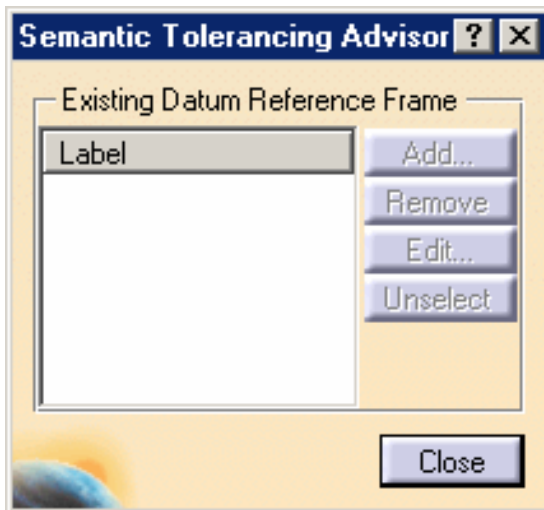 Semantic Tolerancing Advisor ? X
Existing Datum Reference Frame
Label
Add...
Remove
Edit...
Unselect
Close